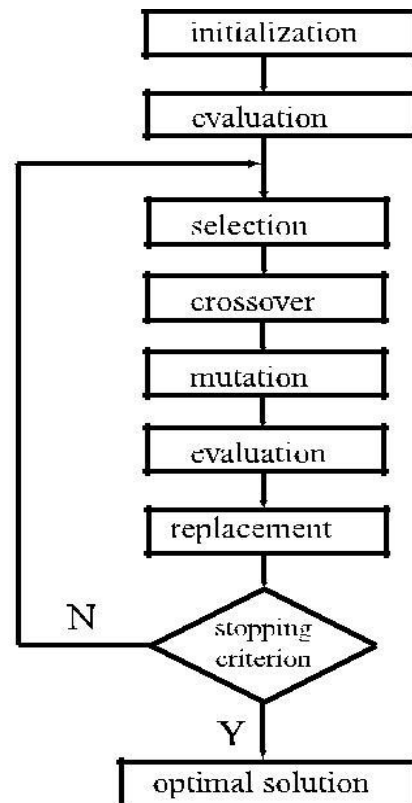 initialization
evaluation
selection
crossover
mutation
evaluation
replacement
stopping
criterion
N
Y
optimal solution